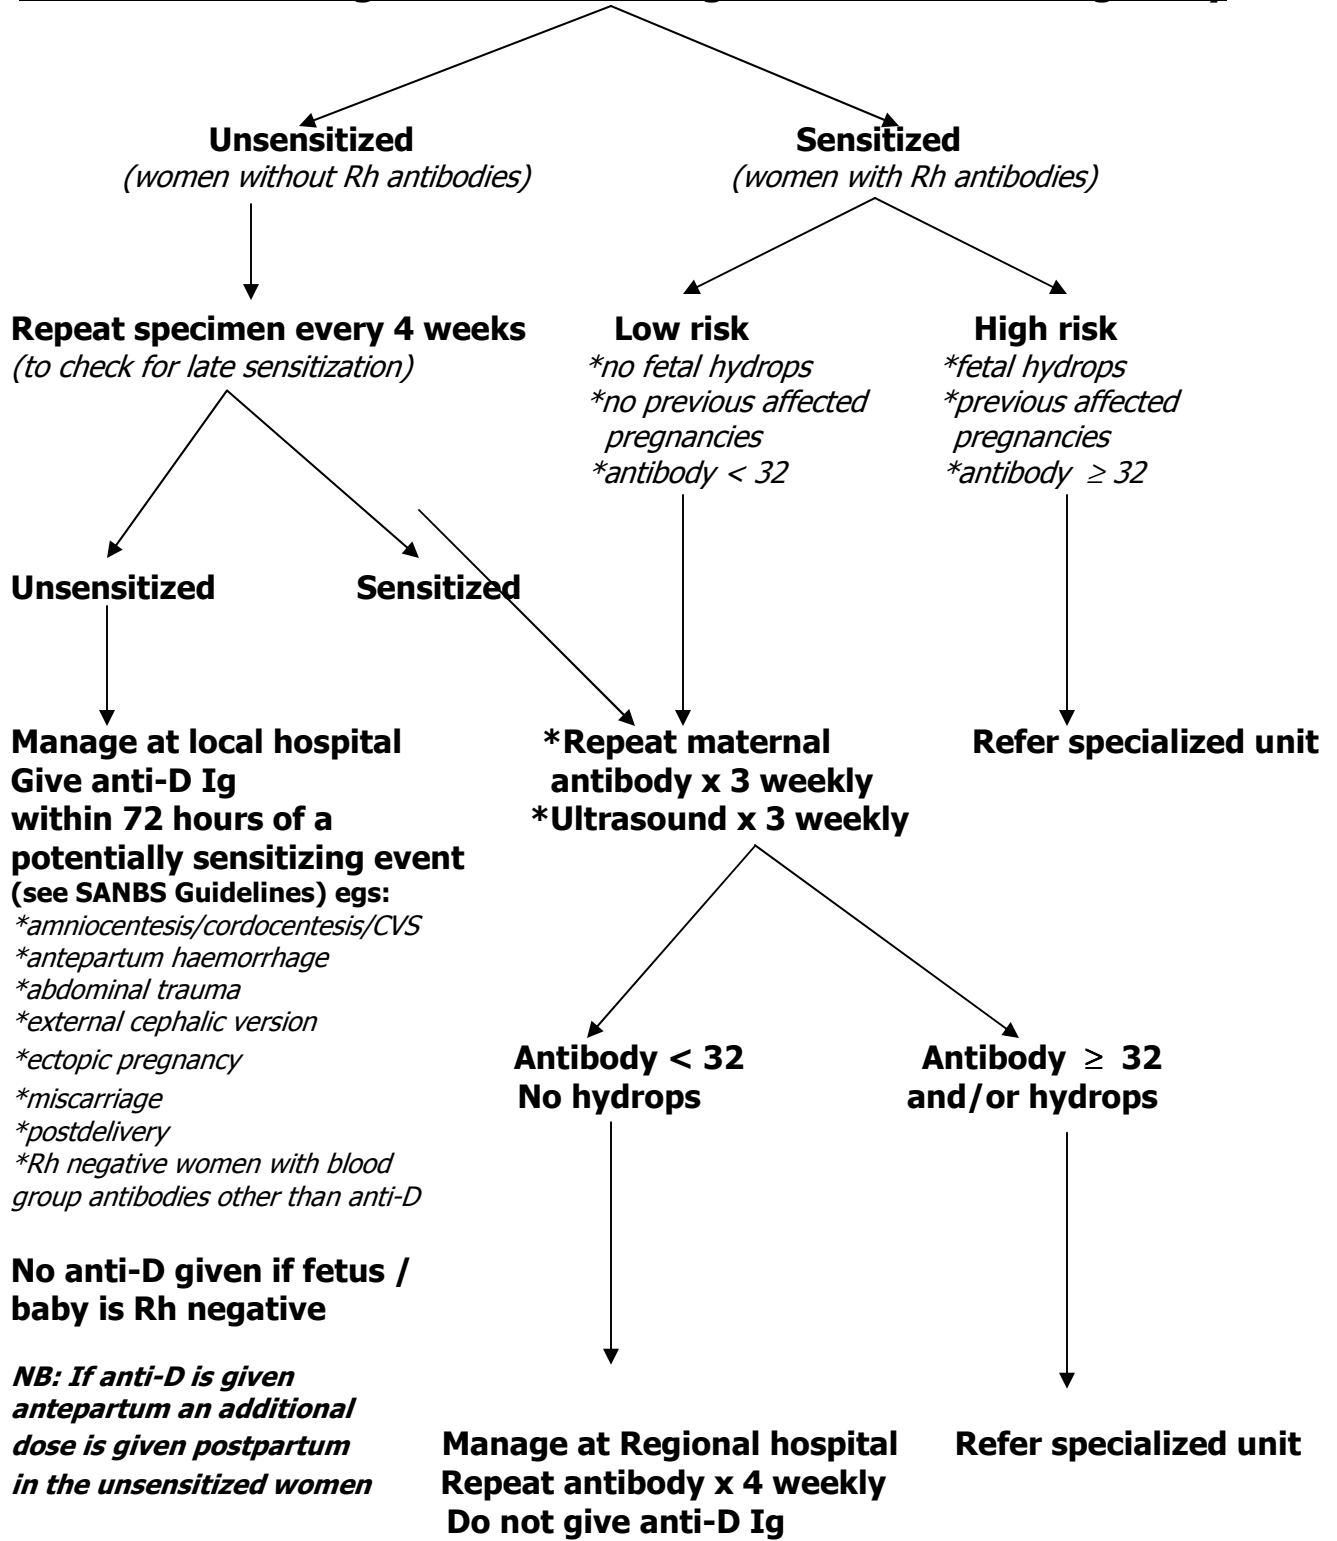 Unsensitized
(women without Rh antibodies)
Sensitized
(women with Rh antibodies)
Repeat specimen every 4 weeks
(to check for late sensitization)
Low risk
*no fetal hydrops
*no previous affected
pregnancies
*antibody < 32
High risk
*fetal hydrops
*previous affected
pregnancies
*antibody ≥ 32
Unsensitized
Sensitized
Manage at local hospital
Give anti-D Ig
within 72 hours of a
potentially sensitizing event
(see SANBS Guidelines) egs:
*amniocentesis/cordocentesis/CVS
*antepartum haemorrhage
*abdominal trauma
*external cephalic version
*ectopic pregnancy
*miscarriage
*postdelivery
*Rh negative women with blood
group antibodies other than anti-D
No anti-D given if fetus /
baby is Rh negative
NB: If anti-D is given
antepartum an additional
dose is given postpartum
in the unsensitized women
*Repeat maternal
antibody x 3 weekly
*Ultrasound x 3 weekly
Refer specialized unit
Antibody < 32
No hydrops
Antibody ≥ 32
and/or hydrops
Manage at Regional hospital
Repeat antibody x 4 weekly
Do not give anti-D Ig
Refer specialized unit